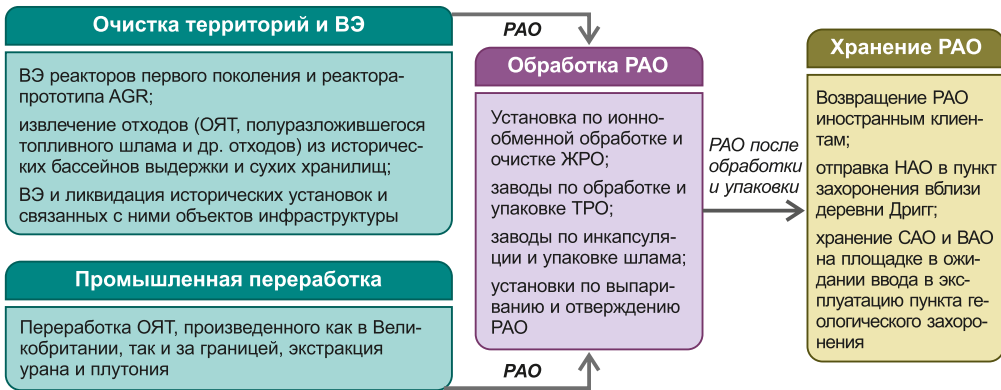 Очистка территорий и ВЭ
ВЭ реакторов первого поколения и реактора-
прототипа AGR;
извлечение отходов (ОЯТ, полуразложившегося
топливного шлама и др. отходов) из историчес-
ких бассейнов выдержки и сухих хранилищ;
ВЭ и ликвидация исторических установок и
связанных с ними объектов инфраструктуры
Промышленная переработка
Переработка ОЯТ, произведенного как в Вели-
кобритании, так и за границей, экстракция
урана и плутония
РАО
РАО
Обработка РАО
Установка по ионно-
обменной обработке и
очистке ЖРО;
заводы по обработке и
упаковке ТРО;
заводы по инкапсуля-
ции и упаковке шлама;
установки по выпари-
ванию и отверждению
РАО
РАО после
обработки
и упаковки
Хранение РАО
Возвращение РАО
иностранным клиен-
там;
отправка НАО в пункт
захоронения вблизи
деревни Дригг;
хранение САО и ВАО
на площадке в ожи-
дании ввода в экс-
плуатацию пункта ге-
ологического захоро-
нения